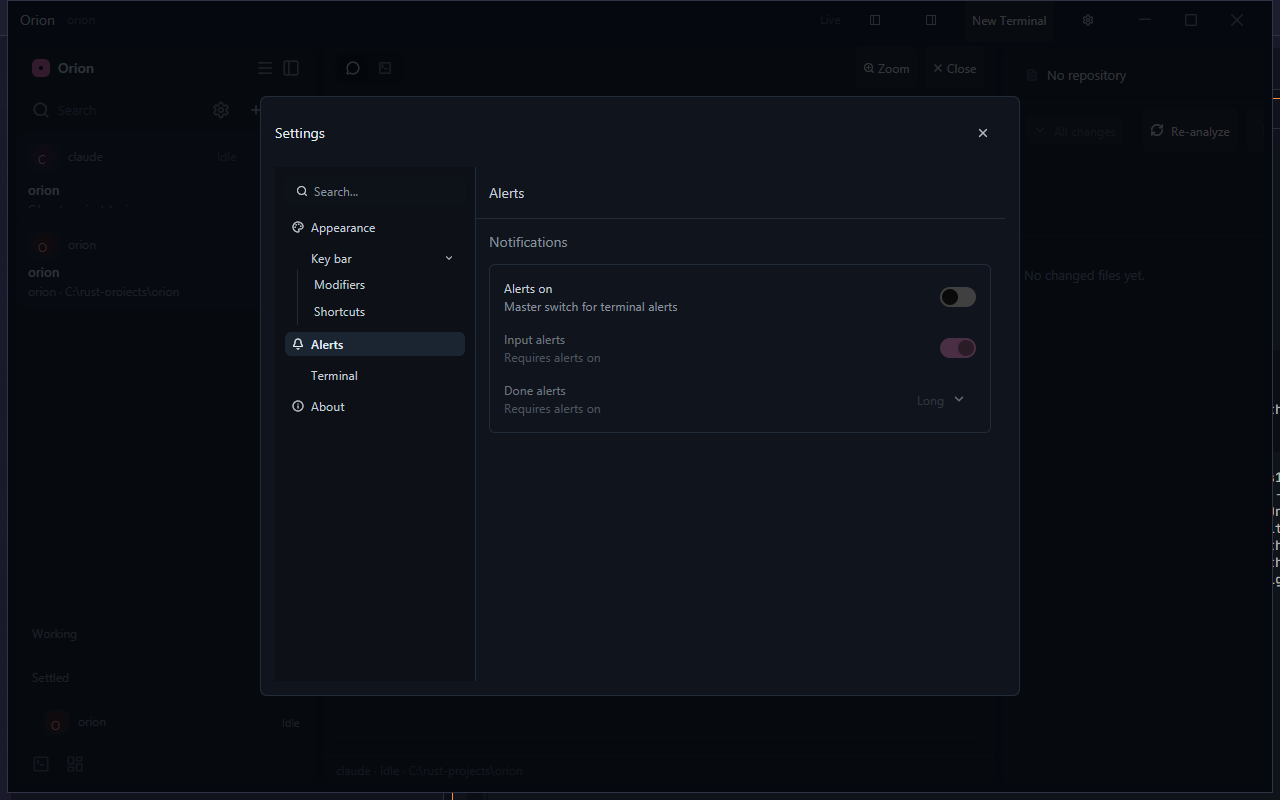 Orion orion
Live
New Terminal
Orion
Zoom
Close
No repository
Search
All changes
Re-analyze
C claude Idle
orion
O orion
orion
orion · C:\rust-projects\orion
No changed files yet.
Working
Settled
O orion Idle
claude · Idle · C:\rust-projects\orion
Settings
Search...
Appearance
Key bar
Modifiers
Shortcuts
Alerts
Terminal
About
Alerts
Notifications
Alerts on
Master switch for terminal alerts
Input alerts
Requires alerts on
Done alerts
Requires alerts on
Long